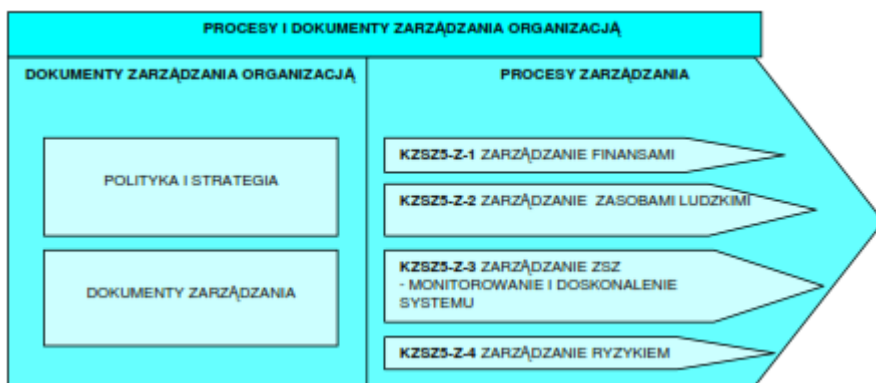 PROCESY I DOKUMENTY ZARZĄDZANIA ORGANIZACJĄ
DOKUMENTY ZARZĄDZANIA ORGANIZACJĄ
POLITYKA I STRATEGIA
DOKUMENTY ZARZĄDZANIA
PROCESY ZARZĄDZANIA
KZSZ5-Z-1 ZARZĄDZANIE FINANSAMI
KZSZ5-Z-2 ZARZĄDZANIE ZASOBAMI LUDZKIMI
KZSZ5-Z-3 ZARZĄDZANIE ZSZ
- MONITOROWANIE I DOSKONALENIE
SYSTEMU
KZSZ5-Z-4 ZARZĄDZANIE RYZYKIEM